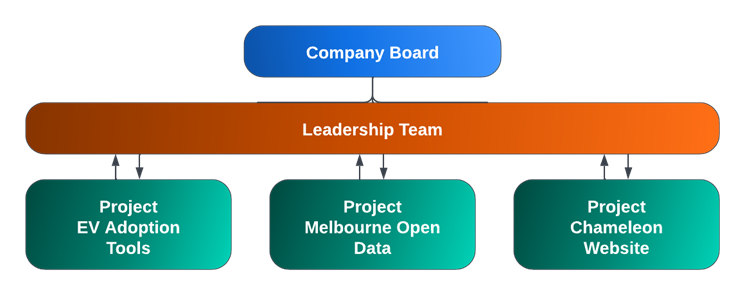 Company Board
Leadership Team
Project
EV Adoption
Tools
Project
Melbourne Open
Data
Project
Chameleon
Website